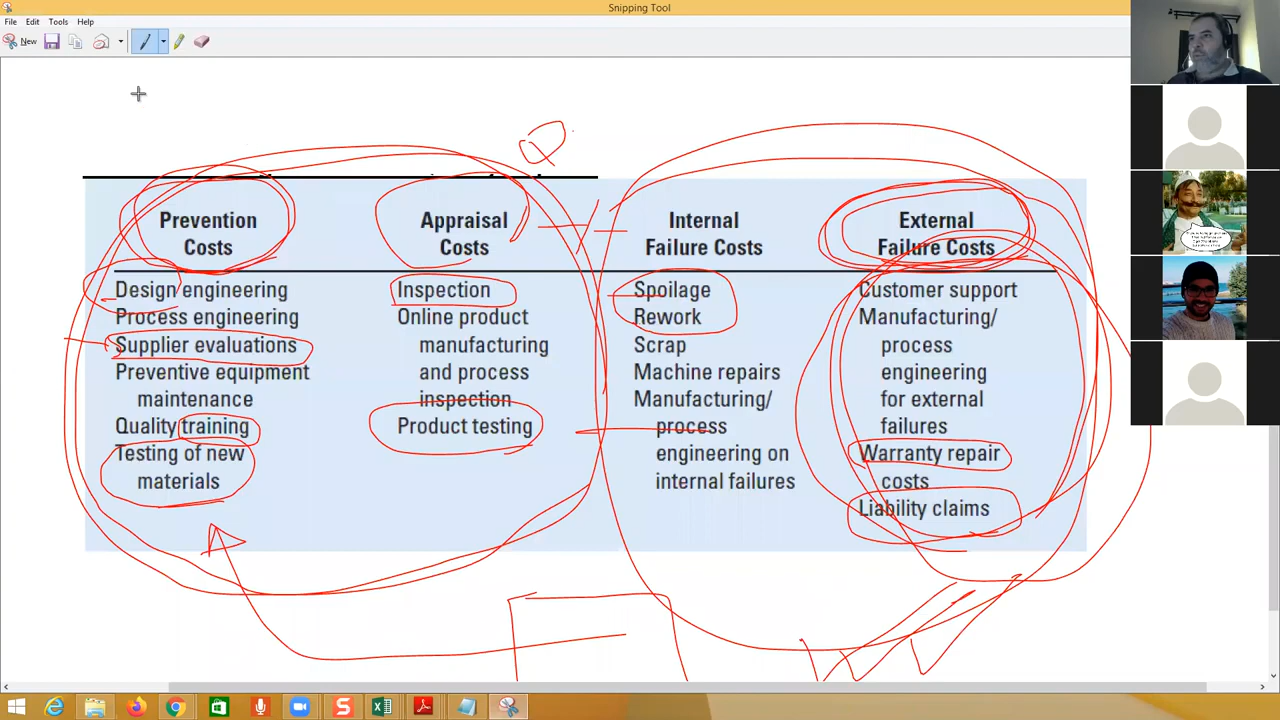 Snipping Tool
File Edit Tools Help
New
Q
Prevention
Costs
Appraisal
Costs
Internal
Failure Costs
External
Failure Costs
Design engineering
Process engineering
Supplier evaluations
Preventive equipment
maintenance
Quality training
Testing of new
materials
Inspection
Online product
manufacturing
and process
inspection
Product testing
Spoilage
Rework
Scrap
Machine repairs
Manufacturing/
process
engineering on
internal failures
Customer support
Manufacturing/
process
engineering
for external
failures
Warranty repair
costs
Liability claims